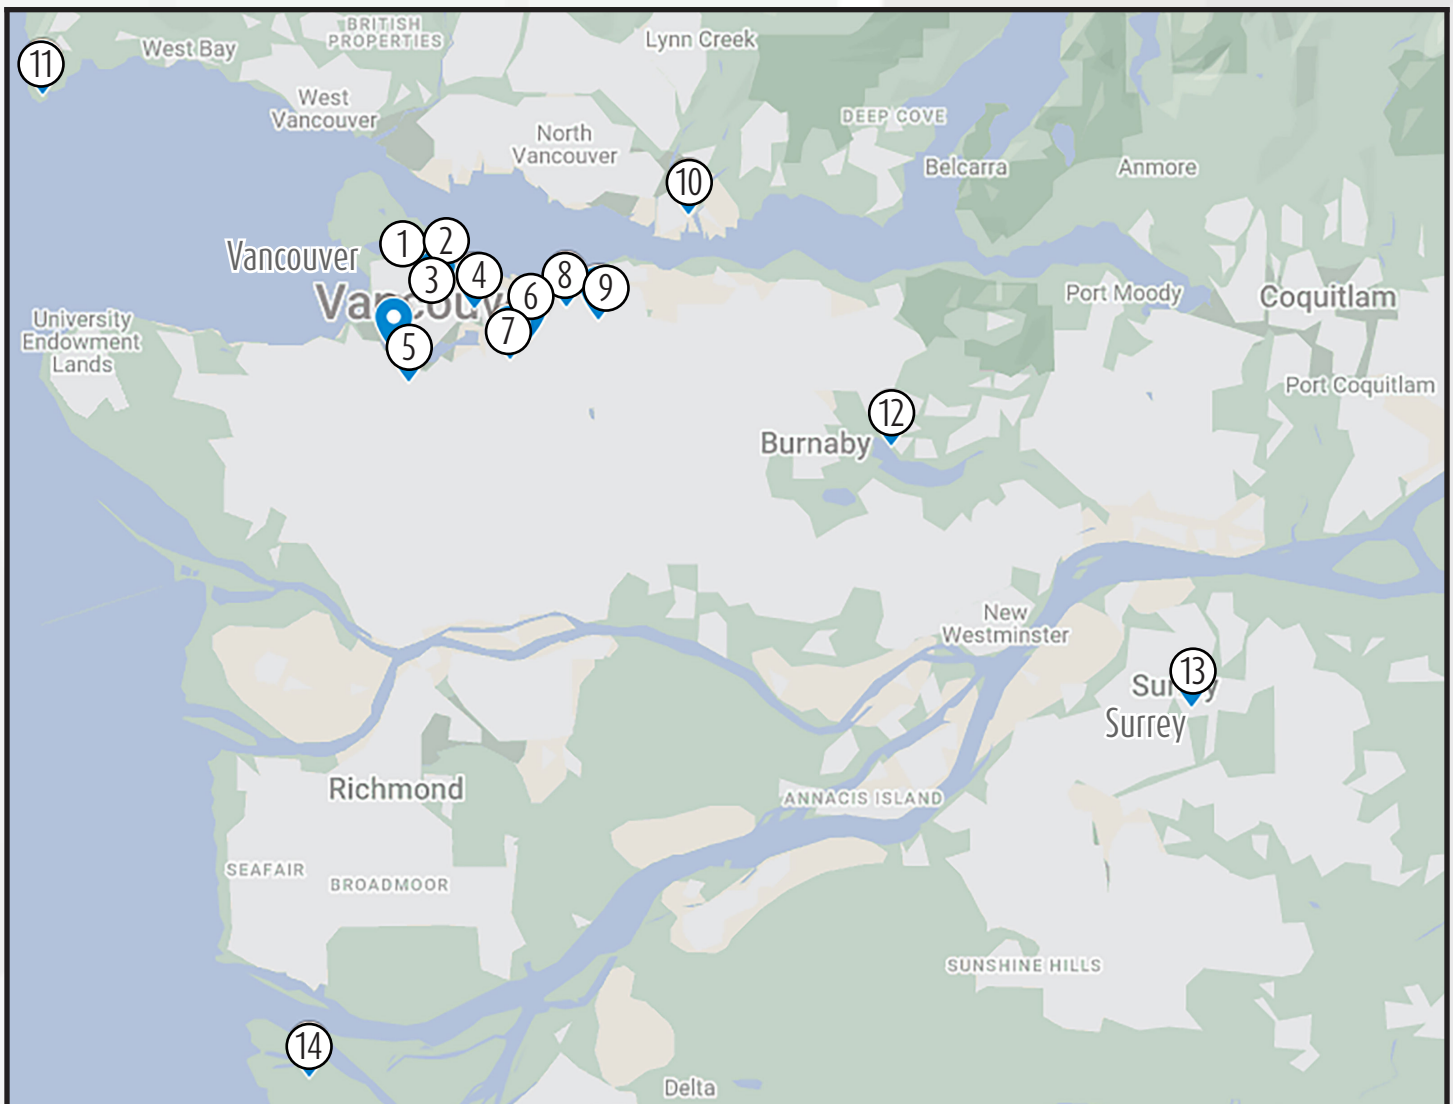 BRITISH
PROPERTIES
Lynn Creek
West Bay
11
West
Vancouver
DEEP COVE
North
Vancouver
Belcarra
Anmore
10
1
2
Vancouver
3
4
8
9
6
Port Moody
Coquitlam
University
Endowment
Lands
7
5
Port Coquitlam
12
Burnaby
New
Westminster
13
Surrey
Richmond
ANNACIS ISLAND
SEAFAIR
BROADMOOR
SUNSHINE HILLS
14
Delta